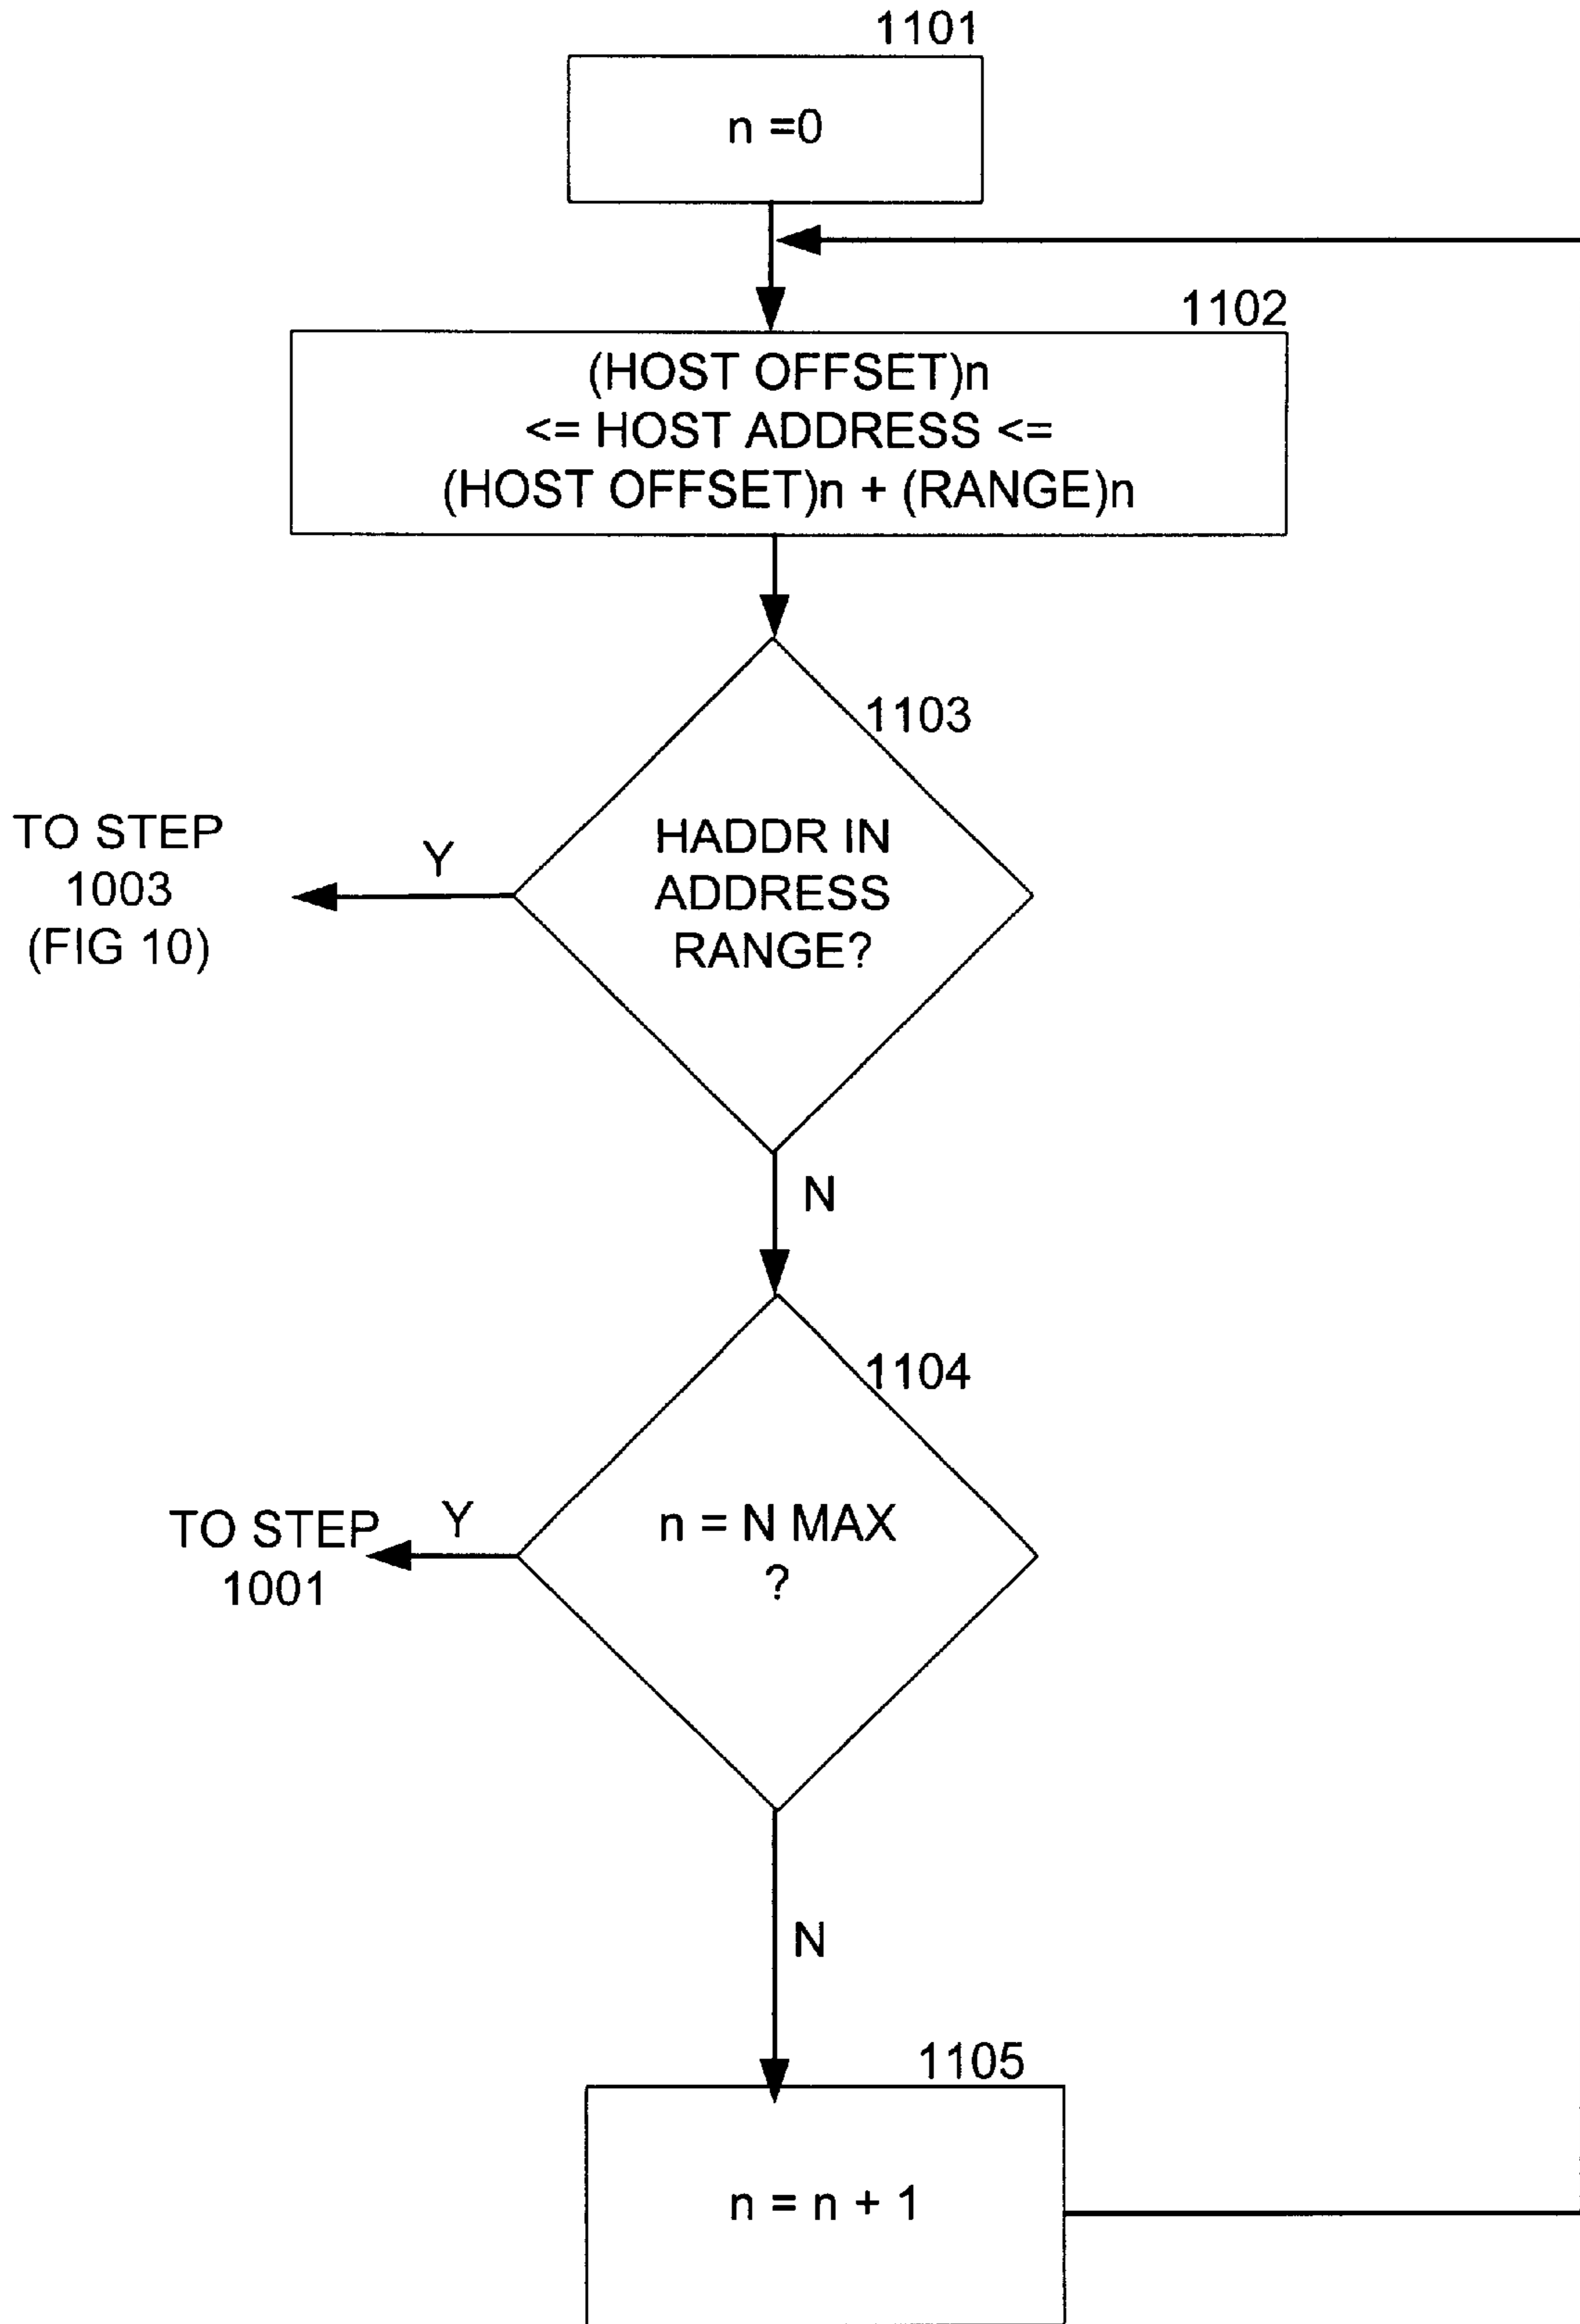 1101
n =0
1102
(HOST OFFSET)n
<= HOST ADDRESS <=
(HOST OFFSET)n + (RANGE)n
1103
HADDR IN
ADDRESS
RANGE?
Y
TO STEP
1003
(FIG 10)
N
1104
n = N MAX
?
Y
TO STEP
1001
N
1105
n = n + 1